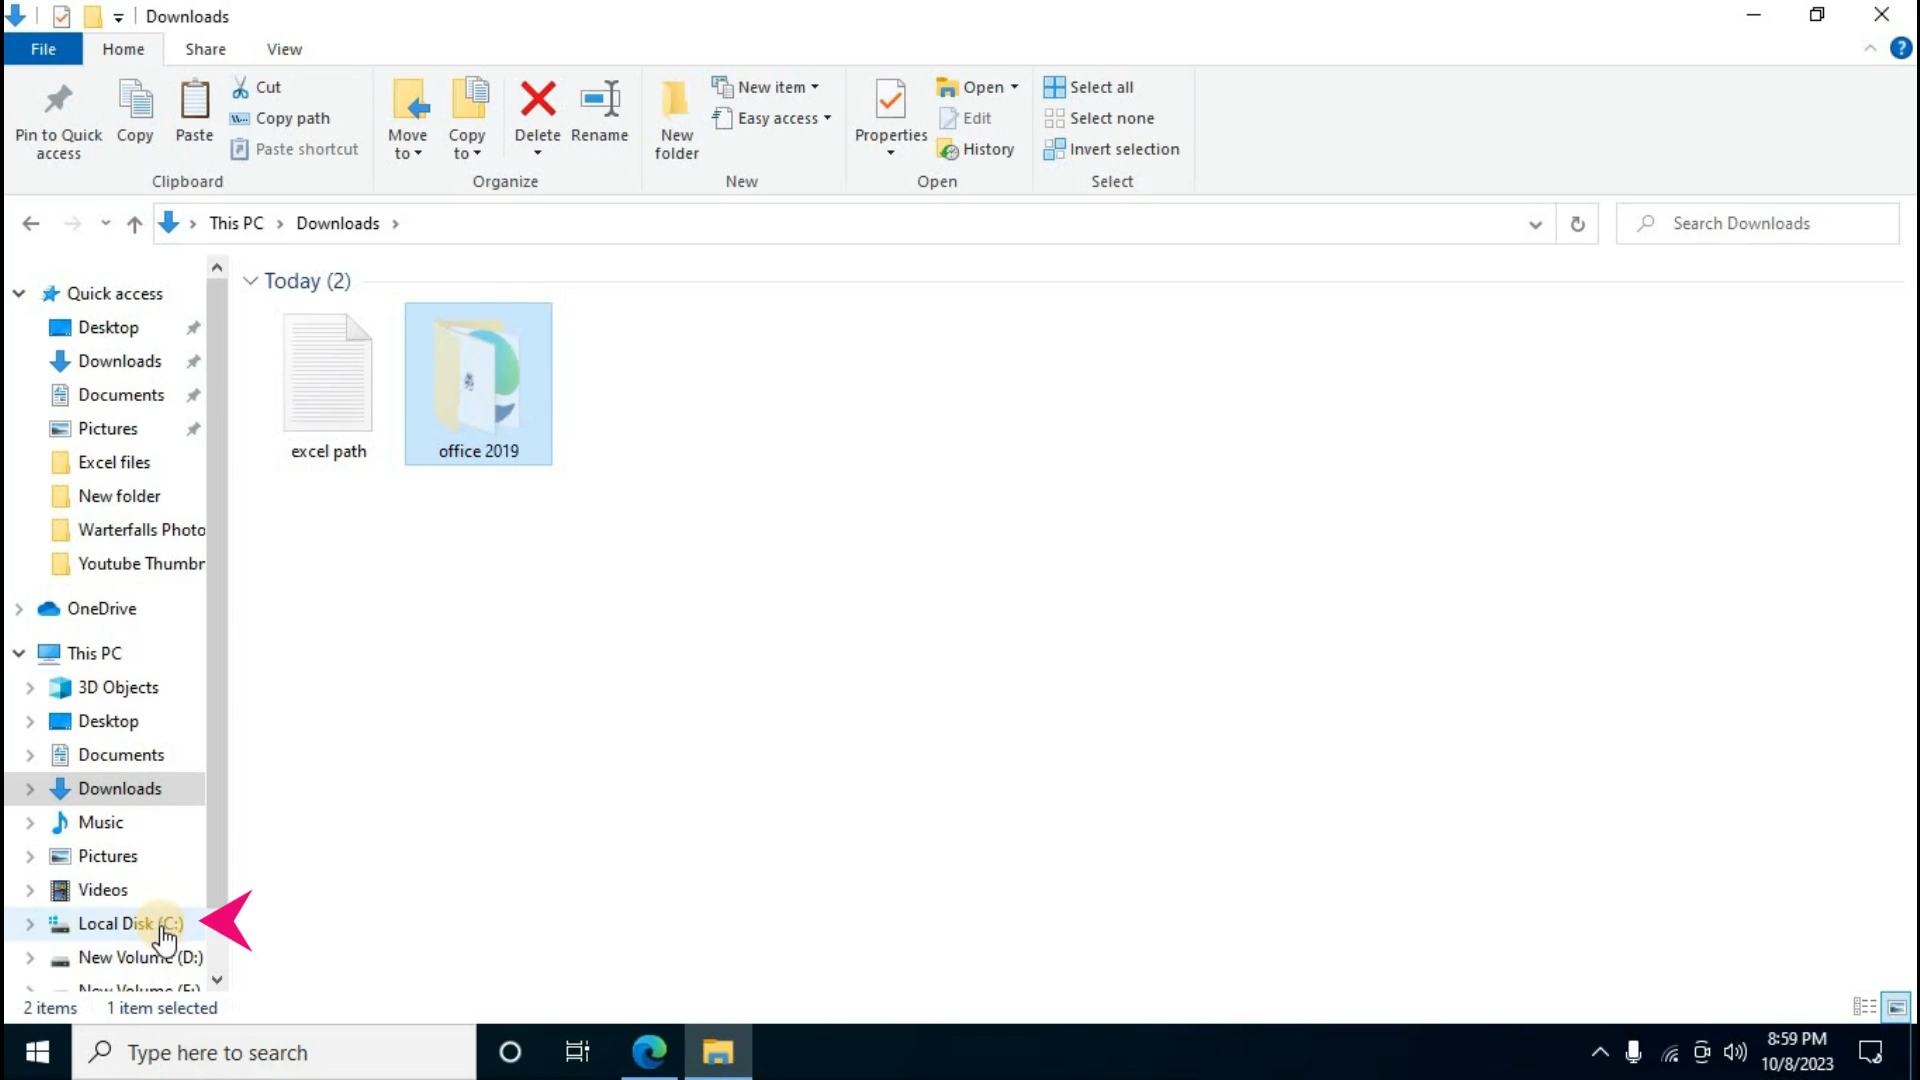 Downloads
File Home Share View
Pin to Quick access
Copy
Paste
Cut
Copy path
Paste shortcut
Clipboard
Move to
Copy to
Delete
Rename
Organize
New folder
New item
Easy access
New
Properties
Open
Edit
History
Open
Select all
Select none
Invert selection
Select
This PC Downloads
Search Downloads
Quick access
Desktop
Downloads
Documents
Pictures
Excel files
New folder
Warterfalls Photo
Youtube Thumbr
OneDrive
This PC
3D Objects
Desktop
Documents
Downloads
Music
Pictures
Videos
Local Disk (C:)
New Volume (D:)
Today (2)
excel path
office 2019
2 items 1 item selected
Type here to search
8:59 PM
10/8/2023